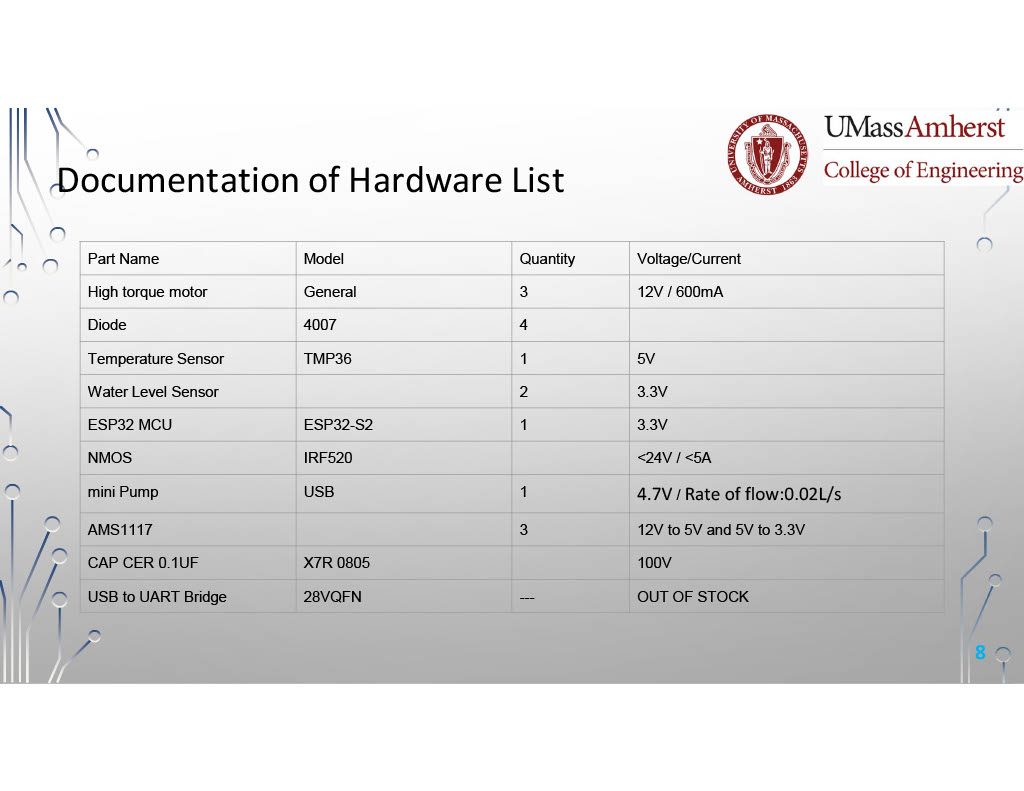 UNIVERSITY OF MASSACHUSETTS
AMHERST 1863
UMassAmherst
College of Engineering
Documentation of Hardware List
Part Name Model Quantity Voltage/Current
High torque motor General 3 12V / 600mA
Diode 4007 4
Temperature Sensor TMP36 1 5V
Water Level Sensor 2 3.3V
ESP32 MCU ESP32-S2 1 3.3V
NMOS IRF520 <24V / <5A
mini Pump USB 1 4.7V / Rate of flow:0.02L/s
AMS1117 3 12V to 5V and 5V to 3.3V
CAP CER 0.1UF X7R 0805 100V
USB to UART Bridge 28VQFN --- OUT OF STOCK
8